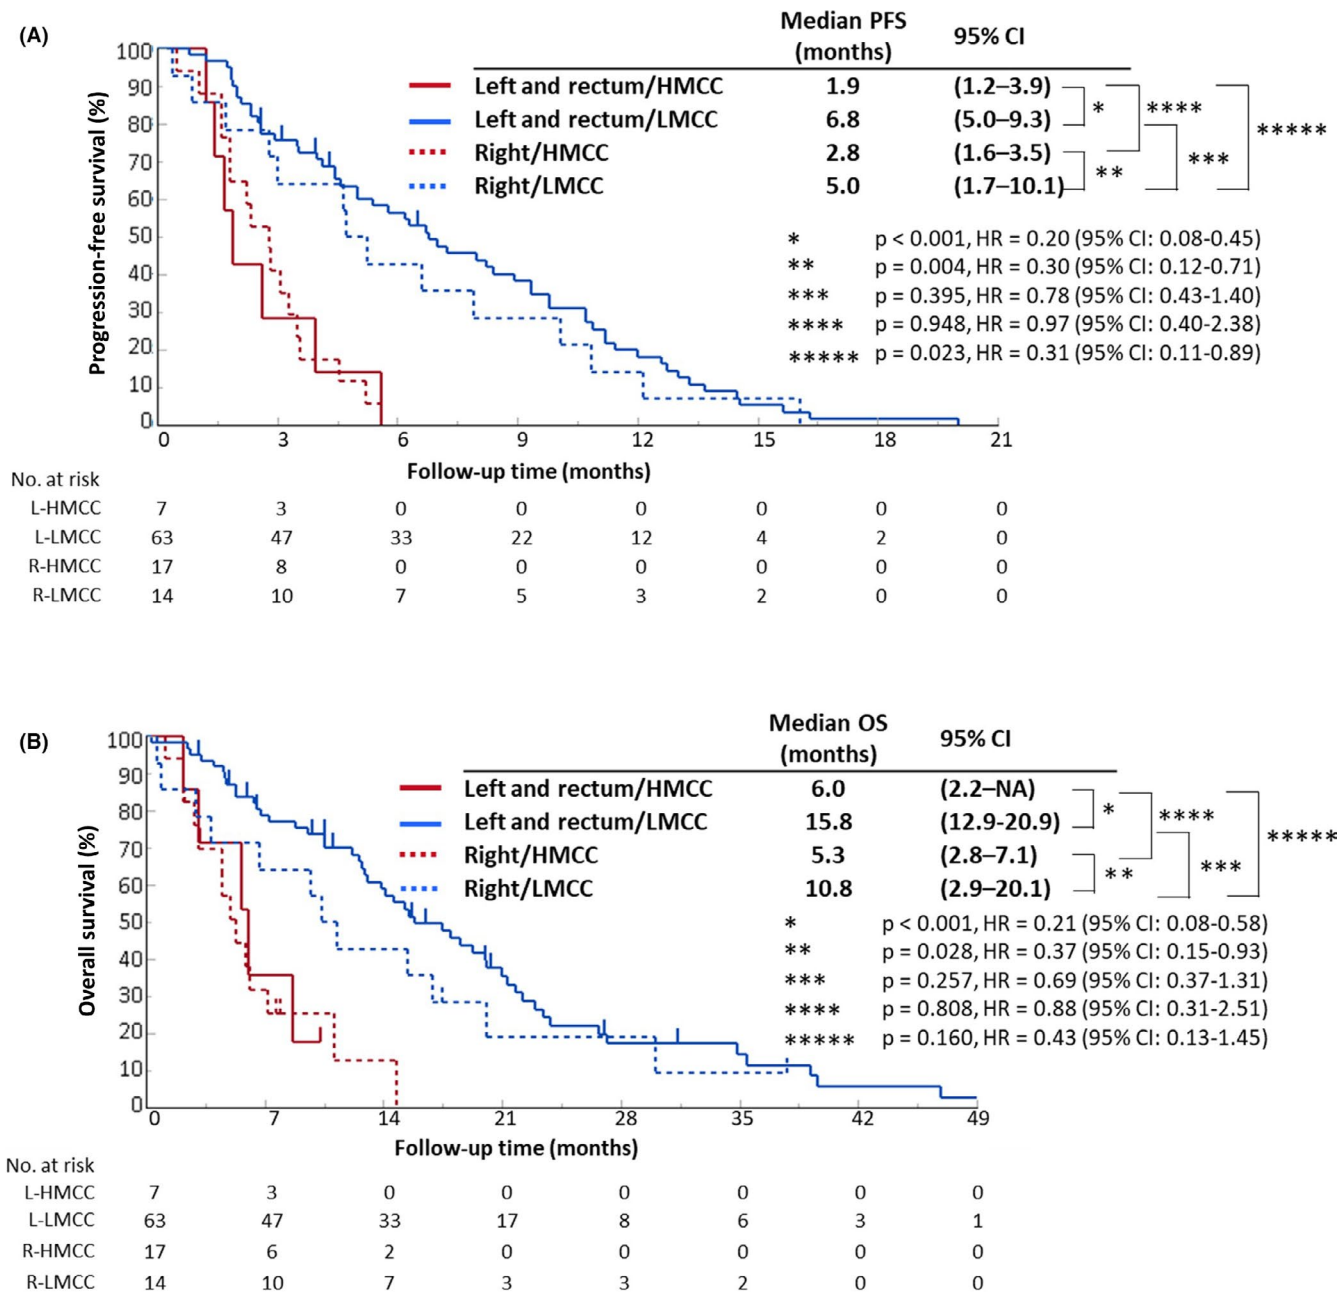 (A)
Median PFS
(months)
95% CI
Left and rectum/HMCC 1.9 (1.2–3.9)
Left and rectum/LMCC 6.8 (5.0–9.3)
Right/HMCC 2.8 (1.6–3.5)
Right/LMCC 5.0 (1.7–10.1)
*
**
***
****
*****
* p < 0.001, HR = 0.20 (95% CI: 0.08-0.45)
** p = 0.004, HR = 0.30 (95% CI: 0.12-0.71)
*** p = 0.395, HR = 0.78 (95% CI: 0.43-1.40)
**** p = 0.948, HR = 0.97 (95% CI: 0.40-2.38)
***** p = 0.023, HR = 0.31 (95% CI: 0.11-0.89)
Progression-free survival (%)
100
90
80
70
60
50
40
30
20
10
0
0 3 6 9 12 15 18 21
Follow-up time (months)
No. at risk
L-HMCC 7 3 0 0 0 0 0 0
L-LMCC 63 47 33 22 12 4 2 0
R-HMCC 17 8 0 0 0 0 0 0
R-LMCC 14 10 7 5 3 2 0 0
(B)
Median OS
(months)
95% CI
Left and rectum/HMCC 6.0 (2.2–NA)
Left and rectum/LMCC 15.8 (12.9-20.9)
Right/HMCC 5.3 (2.8–7.1)
Right/LMCC 10.8 (2.9–20.1)
*
**
***
****
*****
* p < 0.001, HR = 0.21 (95% CI: 0.08-0.58)
** p = 0.028, HR = 0.37 (95% CI: 0.15-0.93)
*** p = 0.257, HR = 0.69 (95% CI: 0.37-1.31)
**** p = 0.808, HR = 0.88 (95% CI: 0.31-2.51)
***** p = 0.160, HR = 0.43 (95% CI: 0.13-1.45)
Overall survival (%)
100
90
80
70
60
50
40
30
20
10
0
0 7 14 21 28 35 42 49
Follow-up time (months)
No. at risk
L-HMCC 7 3 0 0 0 0 0 0
L-LMCC 63 47 33 17 8 6 3 1
R-HMCC 17 6 2 0 0 0 0 0
R-LMCC 14 10 7 3 3 2 0 0